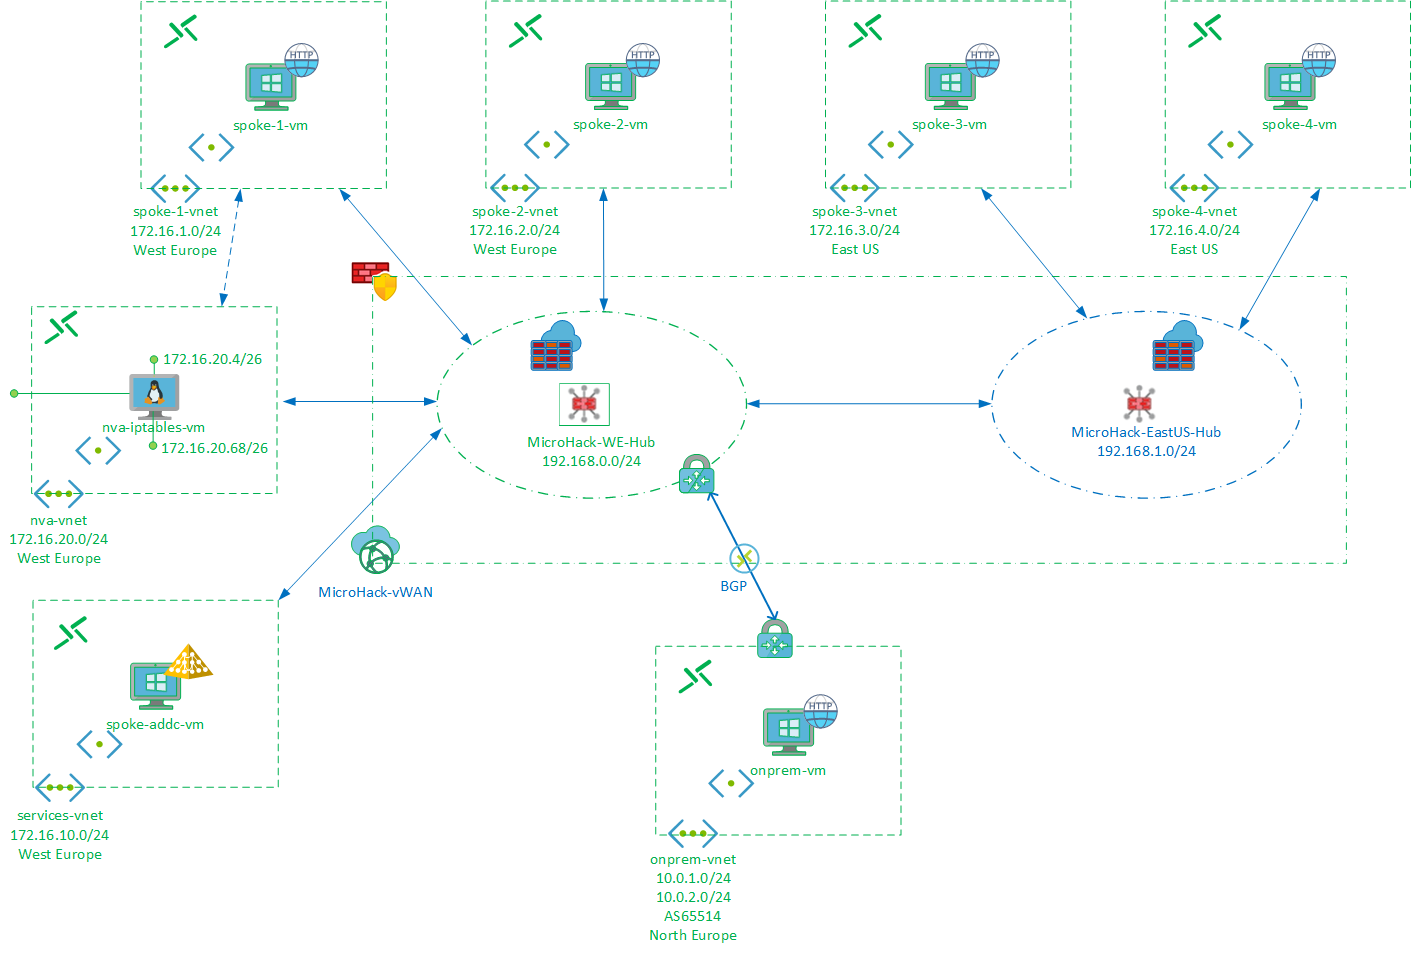 HTTP
spoke-1-vm
spoke-1-vnet
172.16.1.0/24
West Europe
HTTP
spoke-2-vm
spoke-2-vnet
172.16.2.0/24
West Europe
HTTP
spoke-3-vm
spoke-3-vnet
172.16.3.0/24
East US
HTTP
spoke-4-vm
spoke-4-vnet
172.16.4.0/24
East US
172.16.20.4/26
nva-iptables-vm
172.16.20.68/26
nva-vnet
172.16.20.0/24
West Europe
MicroHack-WE-Hub
192.168.0.0/24
MicroHack-EastUS-Hub
192.168.1.0/24
MicroHack-vWAN
BGP
spoke-addc-vm
services-vnet
172.16.10.0/24
West Europe
HTTP
onprem-vm
onprem-vnet
10.0.1.0/24
10.0.2.0/24
AS65514
North Europe